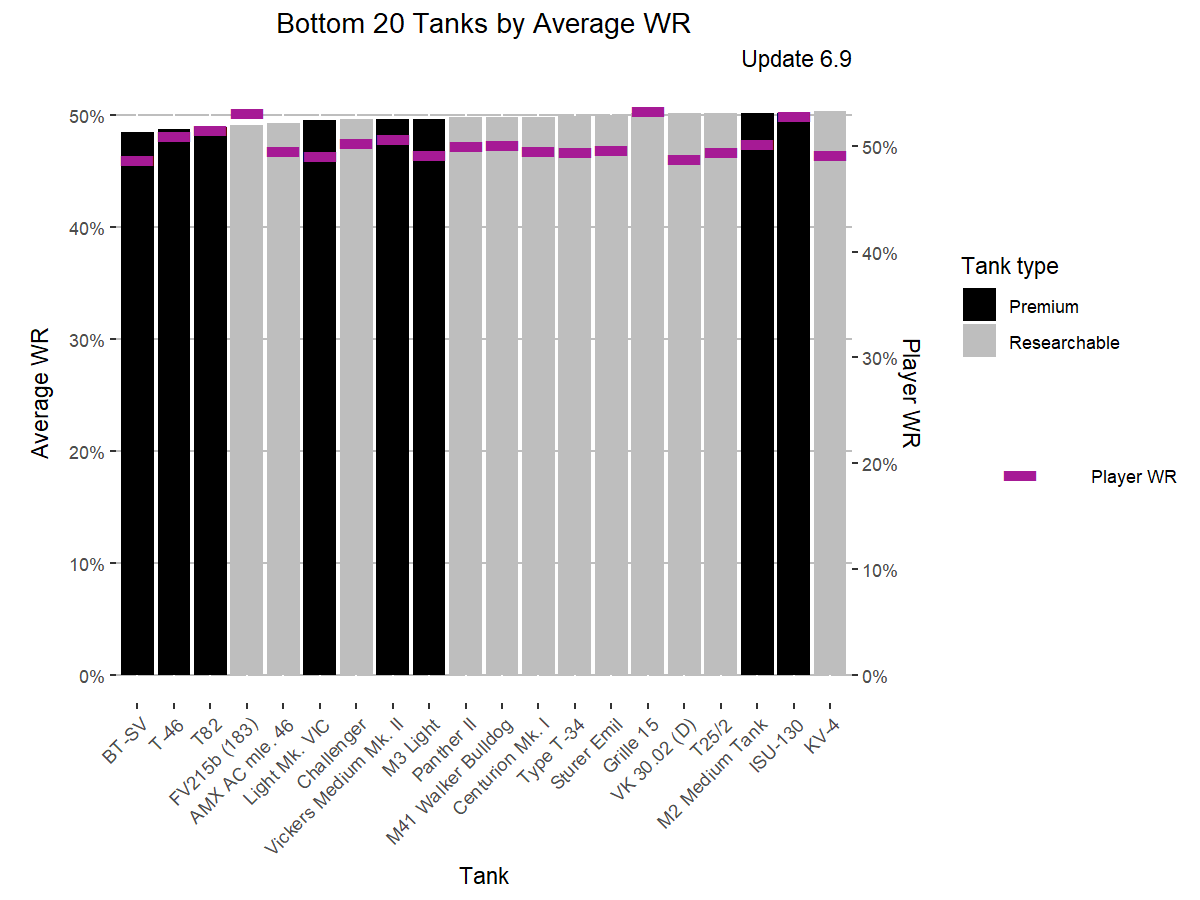 Bottom 20 Tanks by Average WR
Update 6.9
50%
40%
30%
20%
10%
0%
Average WR
50%
40%
30%
20%
10%
0%
Player WR
BT-SV
T-46
T82
FV215b (183)
AMX AC mle. 46
Light Mk. VIC
Challenger
Vickers Medium Mk. II
M3 Light
Panther II
M41 Walker Bulldog
Centurion Mk. I
Type T-34
Sturer Emil
Grille 15
VK 30.02 (D)
T25/2
M2 Medium Tank
ISU-130
KV-4
Tank
Tank type
Premium
Researchable
Player WR